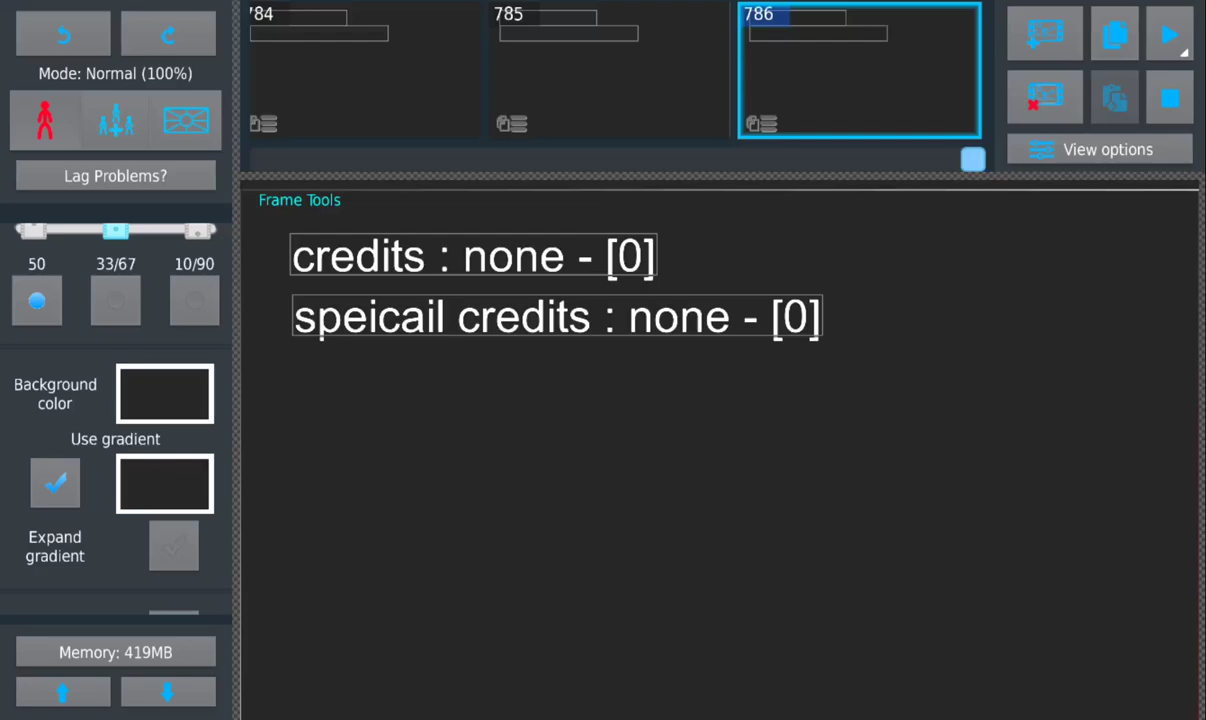 784
785
786
Mode: Normal (100%)
Lag Problems?
View options
Frame Tools
50
33/67
10/90
credits : none - [0]
speicail credits : none - [0]
Background
color
Use gradient
Expand
gradient
Memory: 419MB